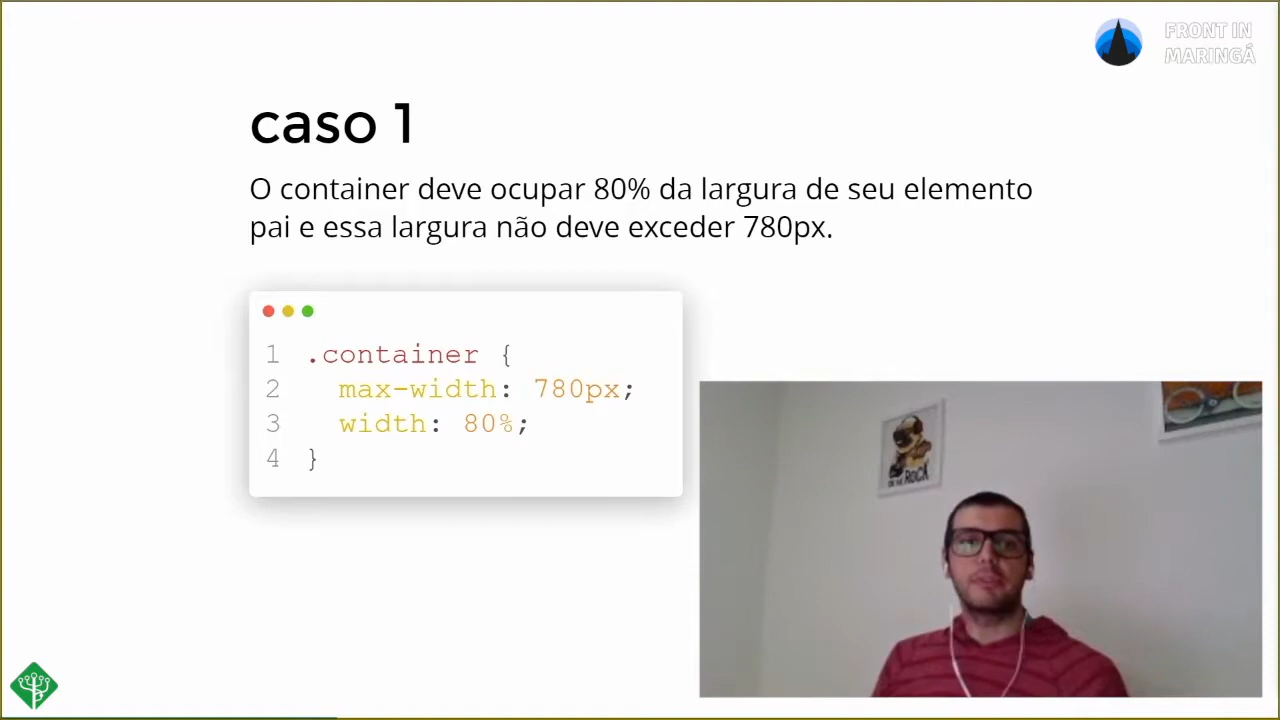 FRONT IN
MARINGÁ
caso 1
O container deve ocupar 80% da largura de seu elemento
pai e essa largura não deve exceder 780px.
1 .container {
2 max-width: 780px;
3 width: 80%;
4 }
ROCK